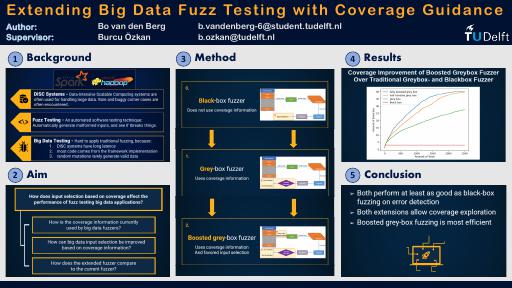 Extending Big Data Fuzz Testing with Coverage Guidance
Author: Bo van den Berg b.vandenberg-6@student.tudelft.nl
Supervisor: Burcu Ozkan b.ozkan@tudelft.nl
TUDelft
1 Background
Spark
hadoop
DISC Systems - Data-Intensive Scalable Computing systems are
often used for handling large data. Rare and buggy corner cases are
often encountered.
Fuzz Testing - An automated software testing technique:
Automatically generate malformed inputs, and see if it breaks things.
Big Data Testing - Hard to apply traditional fuzzing, because:
1. DISC systems have long latency
2. most code comes from the framework implementation
3. random mutations rarely generate valid data
2 Aim
How does input selection based on coverage affect the
performance of fuzz testing big data applications?
How is the coverage information currently
used by big data fuzzers?
How can big data input selection be improved
based on coverage information?
How does the extended fuzzer compare
to the current fuzzer?
3 Method
0.
Black-box fuzzer
Does not use coverage information
1.
Grey-box fuzzer
Uses coverage information
2.
Boosted grey-box fuzzer
Uses coverage information
And favored input selection
4 Results
Coverage Improvement of Boosted Greybox Fuzzer
Over Traditional Greybox- and Blackbox Fuzzer
5 Conclusion
➢ Both perform at least as good as black-box
fuzzing on error detection
➢ Both extensions allow coverage exploration
➢ Boosted grey-box fuzzing is most efficient